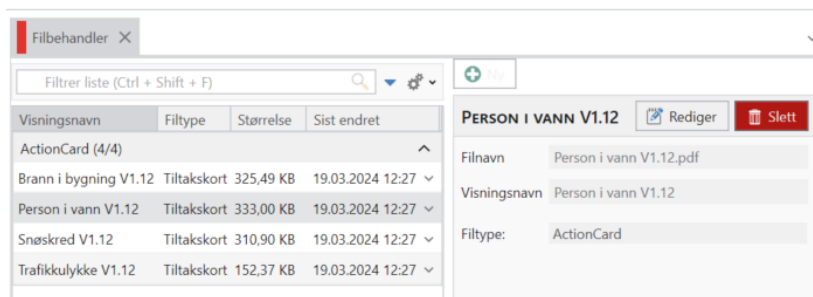 Filbehandler
Filtrer liste (Ctrl + Shift + F)
Visningsnavn Filtype Størrelse Sist endret
ActionCard (4/4)
Brann i bygning V1.12 Tiltakskort 325,49 KB 19.03.2024 12:27
Person i vann V1.12 Tiltakskort 333,00 KB 19.03.2024 12:27
Snøskred V1.12 Tiltakskort 310,90 KB 19.03.2024 12:27
Trafikkulykke V1.12 Tiltakskort 152,37 KB 19.03.2024 12:27
Ny
PERSON I VANN V1.12 Rediger Slett
Filnavn Person i vann V1.12.pdf
Visningsnavn Person i vann V1.12
Filtype: ActionCard